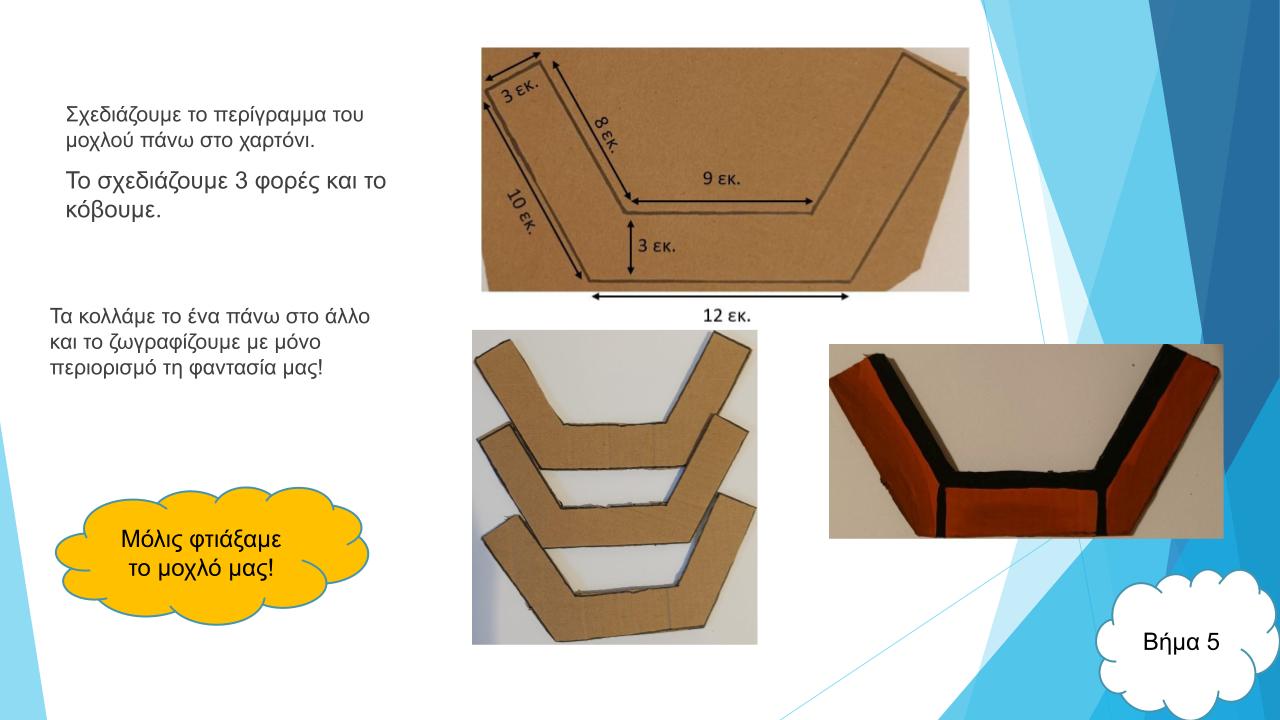 Σχεδιάζουμε το περίγραμμα του
μοχλού πάνω στο χαρτόνι.
Το σχεδιάζουμε 3 φορές και το
κόβουμε.
Τα κολλάμε το ένα πάνω στο άλλο
και το ζωγραφίζουμε με μόνο
περιορισμό τη φαντασία μας!
Μόλις φτιάξαμε
το μοχλό μας!
3 εκ.
8 εκ.
10 εκ.
9 εκ.
3 εκ.
12 εκ.
Βήμα 5